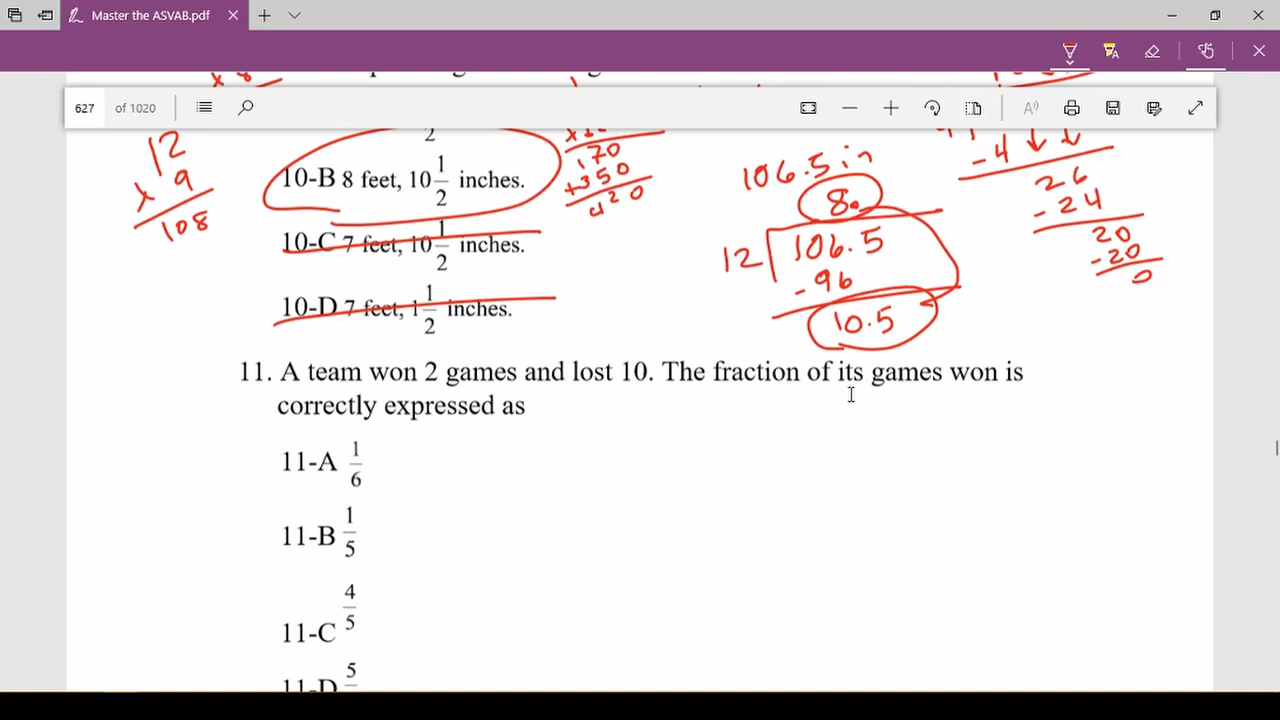 Master the ASVAB.pdf
627 of 1020
2
10-B 8 feet, 10 1/2 inches.
10-C 7 feet, 10 1/2 inches.
10-D 7 feet, 1 1/2 inches.
12
x 9
108
170
+350
420
106.5 in
8.
12 106.5
-96
10.5
-4
26
-24
20
-20
0
11. A team won 2 games and lost 10. The fraction of its games won is
correctly expressed as
11-A 1/6
11-B 1/5
11-C 4/5
11-D 5